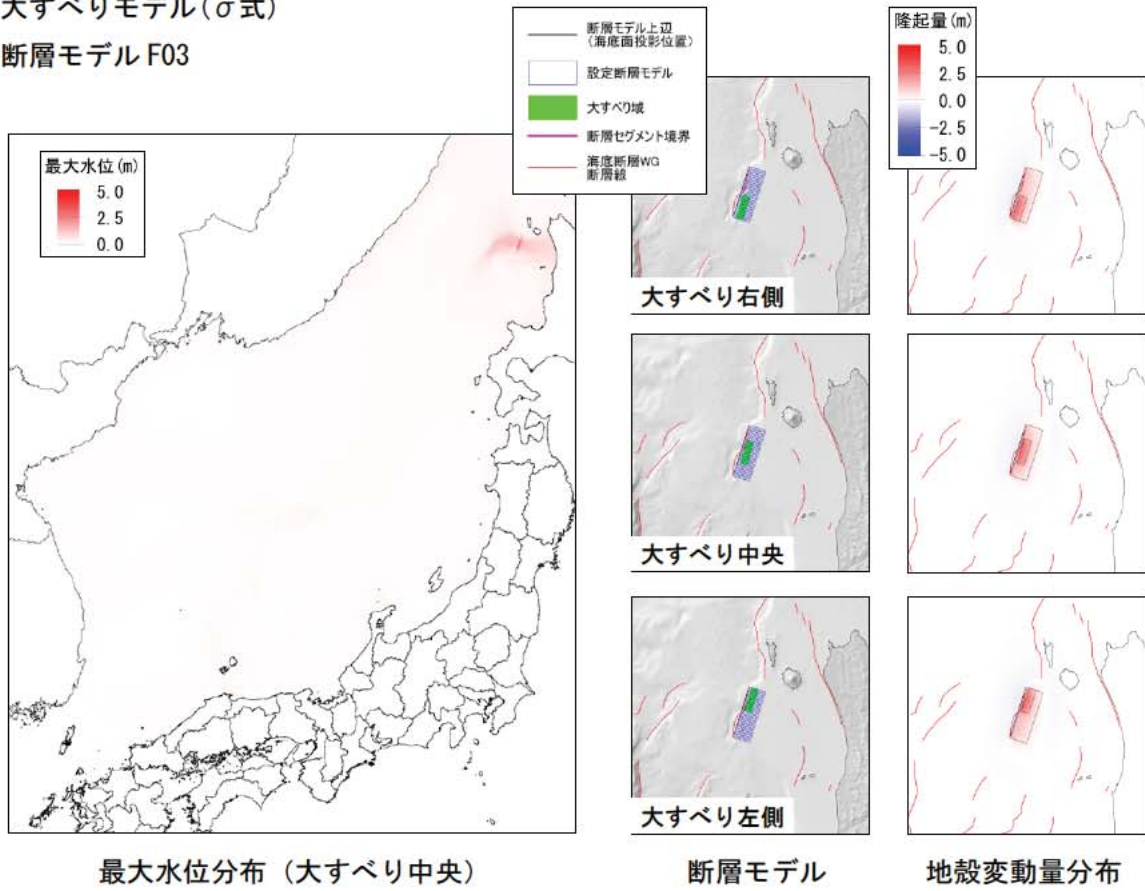 大すべりモデル(σ式)
断層モデル F03
最大水位(m)
5.0
2.5
0.0
断層モデル上辺
(海底面投影位置)
設定断層モデル
大すべり域
断層セグメント境界
海底断層WG
断層線
隆起量(m)
5.0
2.5
0.0
-2.5
-5.0
大すべり右側
大すべり中央
大すべり左側
最大水位分布(大すべり中央)
断層モデル
地殻変動量分布